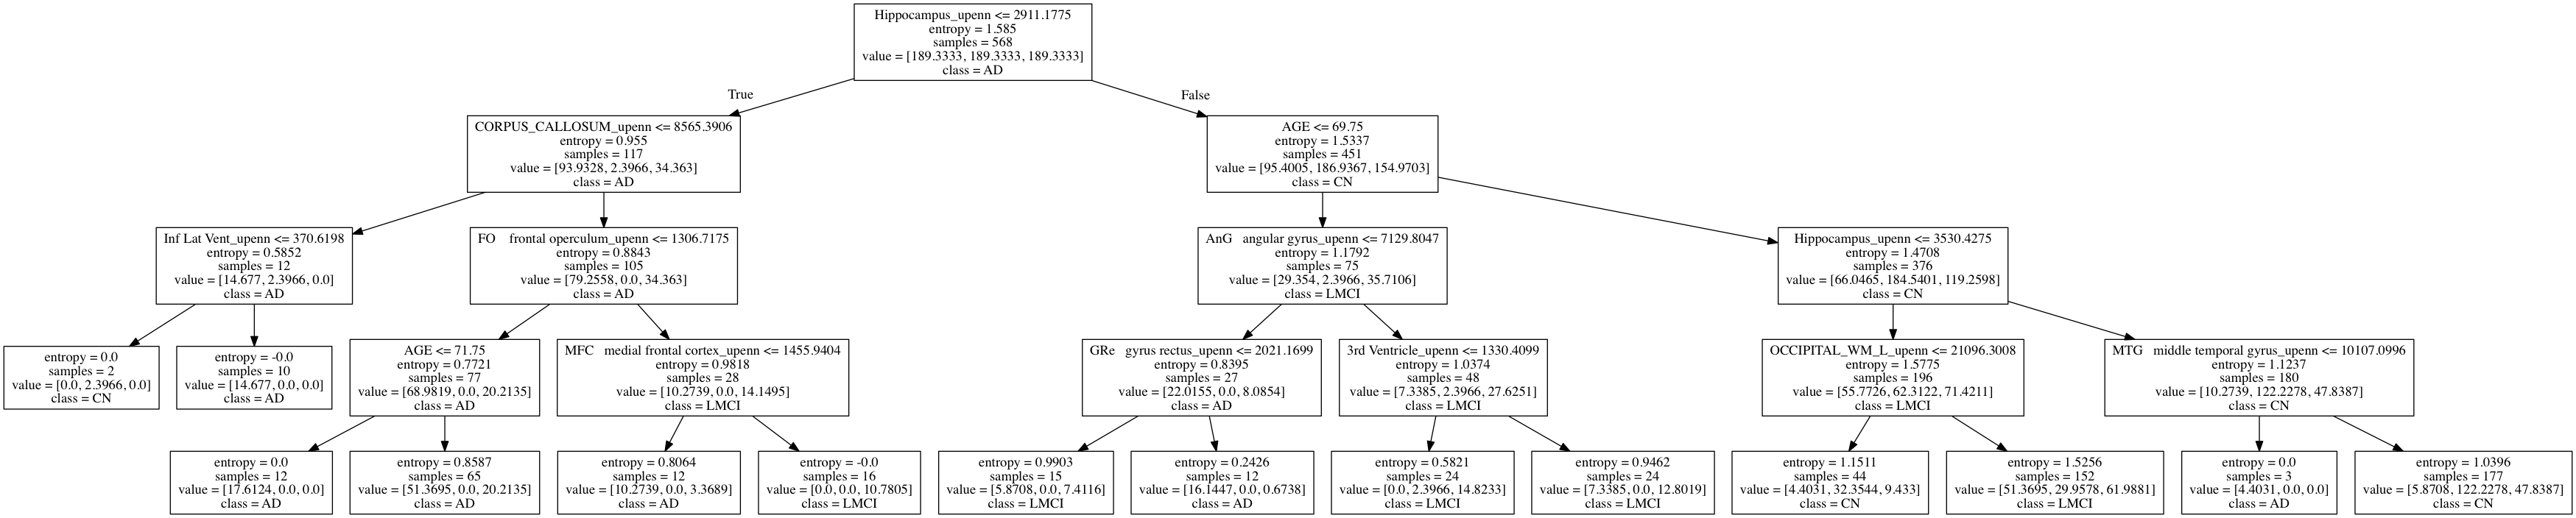 Hippocampus_upenn <= 2911.1775
entropy = 1.585
samples = 568
value = [189.3333, 189.3333, 189.3333]
class = AD
True
False
CORPUS_CALLOSUM_upenn <= 8565.3906
entropy = 0.955
samples = 117
value = [93.9328, 2.3966, 34.363]
class = AD
AGE <= 69.75
entropy = 1.5337
samples = 451
value = [95.4005, 186.9367, 154.9703]
class = CN
Inf Lat Vent_upenn <= 370.6198
entropy = 0.5852
samples = 12
value = [14.677, 2.3966, 0.0]
class = AD
FO    frontal operculum_upenn <= 1306.7175
entropy = 0.8843
samples = 105
value = [79.2558, 0.0, 34.363]
class = AD
AnG   angular gyrus_upenn <= 7129.8047
entropy = 1.1792
samples = 75
value = [29.354, 2.3966, 35.7106]
class = LMCI
Hippocampus_upenn <= 3530.4275
entropy = 1.4708
samples = 376
value = [66.0465, 184.5401, 119.2598]
class = CN
entropy = 0.0
samples = 2
value = [0.0, 2.3966, 0.0]
class = CN
entropy = -0.0
samples = 10
value = [14.677, 0.0, 0.0]
class = AD
AGE <= 71.75
entropy = 0.7721
samples = 77
value = [68.9819, 0.0, 20.2135]
class = AD
MFC   medial frontal cortex_upenn <= 1455.9404
entropy = 0.9818
samples = 28
value = [10.2739, 0.0, 14.1495]
class = LMCI
GRe   gyrus rectus_upenn <= 2021.1699
entropy = 0.8395
samples = 27
value = [22.0155, 0.0, 8.0854]
class = AD
3rd Ventricle_upenn <= 1330.4099
entropy = 1.0374
samples = 48
value = [7.3385, 2.3966, 27.6251]
class = LMCI
OCCIPITAL_WM_L_upenn <= 21096.3008
entropy = 1.5775
samples = 196
value = [55.7726, 62.3122, 71.4211]
class = LMCI
MTG   middle temporal gyrus_upenn <= 10107.0996
entropy = 1.1237
samples = 180
value = [10.2739, 122.2278, 47.8387]
class = CN
entropy = 0.0
samples = 12
value = [17.6124, 0.0, 0.0]
class = AD
entropy = 0.8587
samples = 65
value = [51.3695, 0.0, 20.2135]
class = AD
entropy = 0.8064
samples = 12
value = [10.2739, 0.0, 3.3689]
class = AD
entropy = -0.0
samples = 16
value = [0.0, 0.0, 10.7805]
class = LMCI
entropy = 0.9903
samples = 15
value = [5.8708, 0.0, 7.4116]
class = LMCI
entropy = 0.2426
samples = 12
value = [16.1447, 0.0, 0.6738]
class = AD
entropy = 0.5821
samples = 24
value = [0.0, 2.3966, 14.8233]
class = LMCI
entropy = 0.9462
samples = 24
value = [7.3385, 0.0, 12.8019]
class = LMCI
entropy = 1.1511
samples = 44
value = [4.4031, 32.3544, 9.433]
class = CN
entropy = 1.5256
samples = 152
value = [51.3695, 29.9578, 61.9881]
class = LMCI
entropy = 0.0
samples = 3
value = [4.4031, 0.0, 0.0]
class = AD
entropy = 1.0396
samples = 177
value = [5.8708, 122.2278, 47.8387]
class = CN